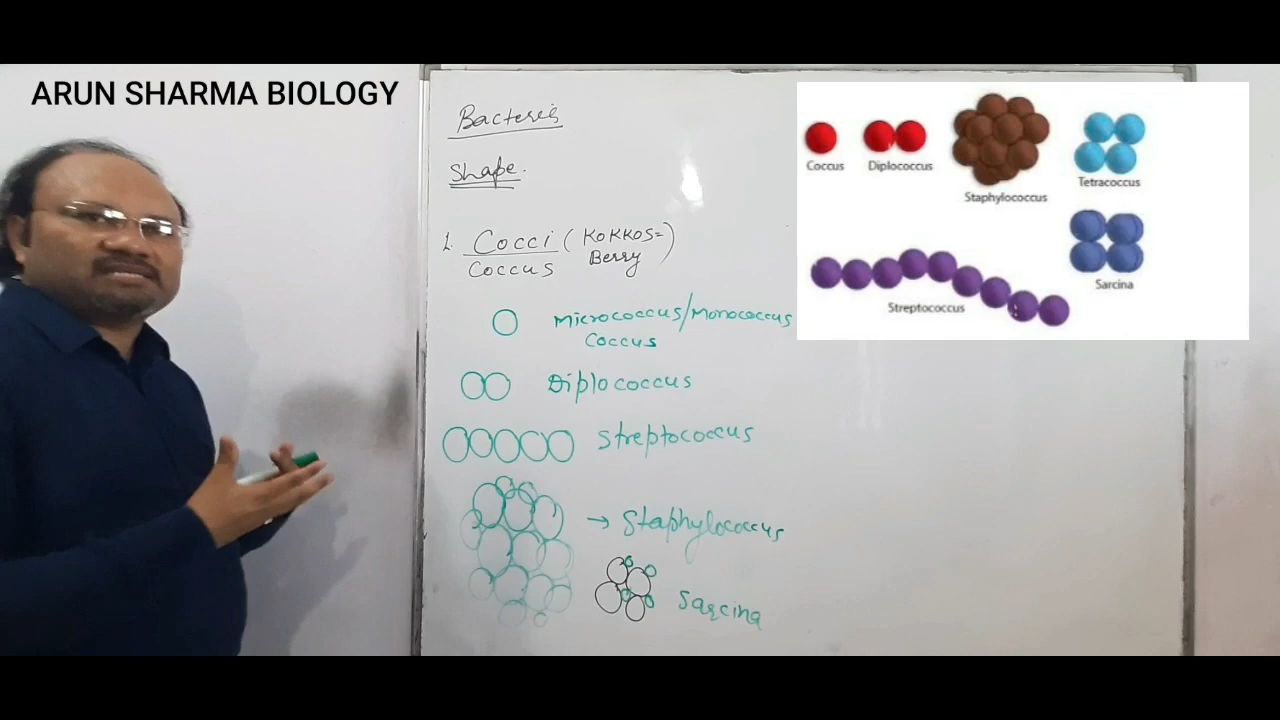 ARUN SHARMA BIOLOGY
Bacteria
Shape.
1. Cocci (KOKKOS=)
Coccus Berry
Micrococcus/Monococcus
Coccus
Diplococcus
Streptococcus
→ Staphylococcus
Sarcina
Coccus
Diplococcus
Staphylococcus
Tetracoccus
Sarcina
Streptococcus